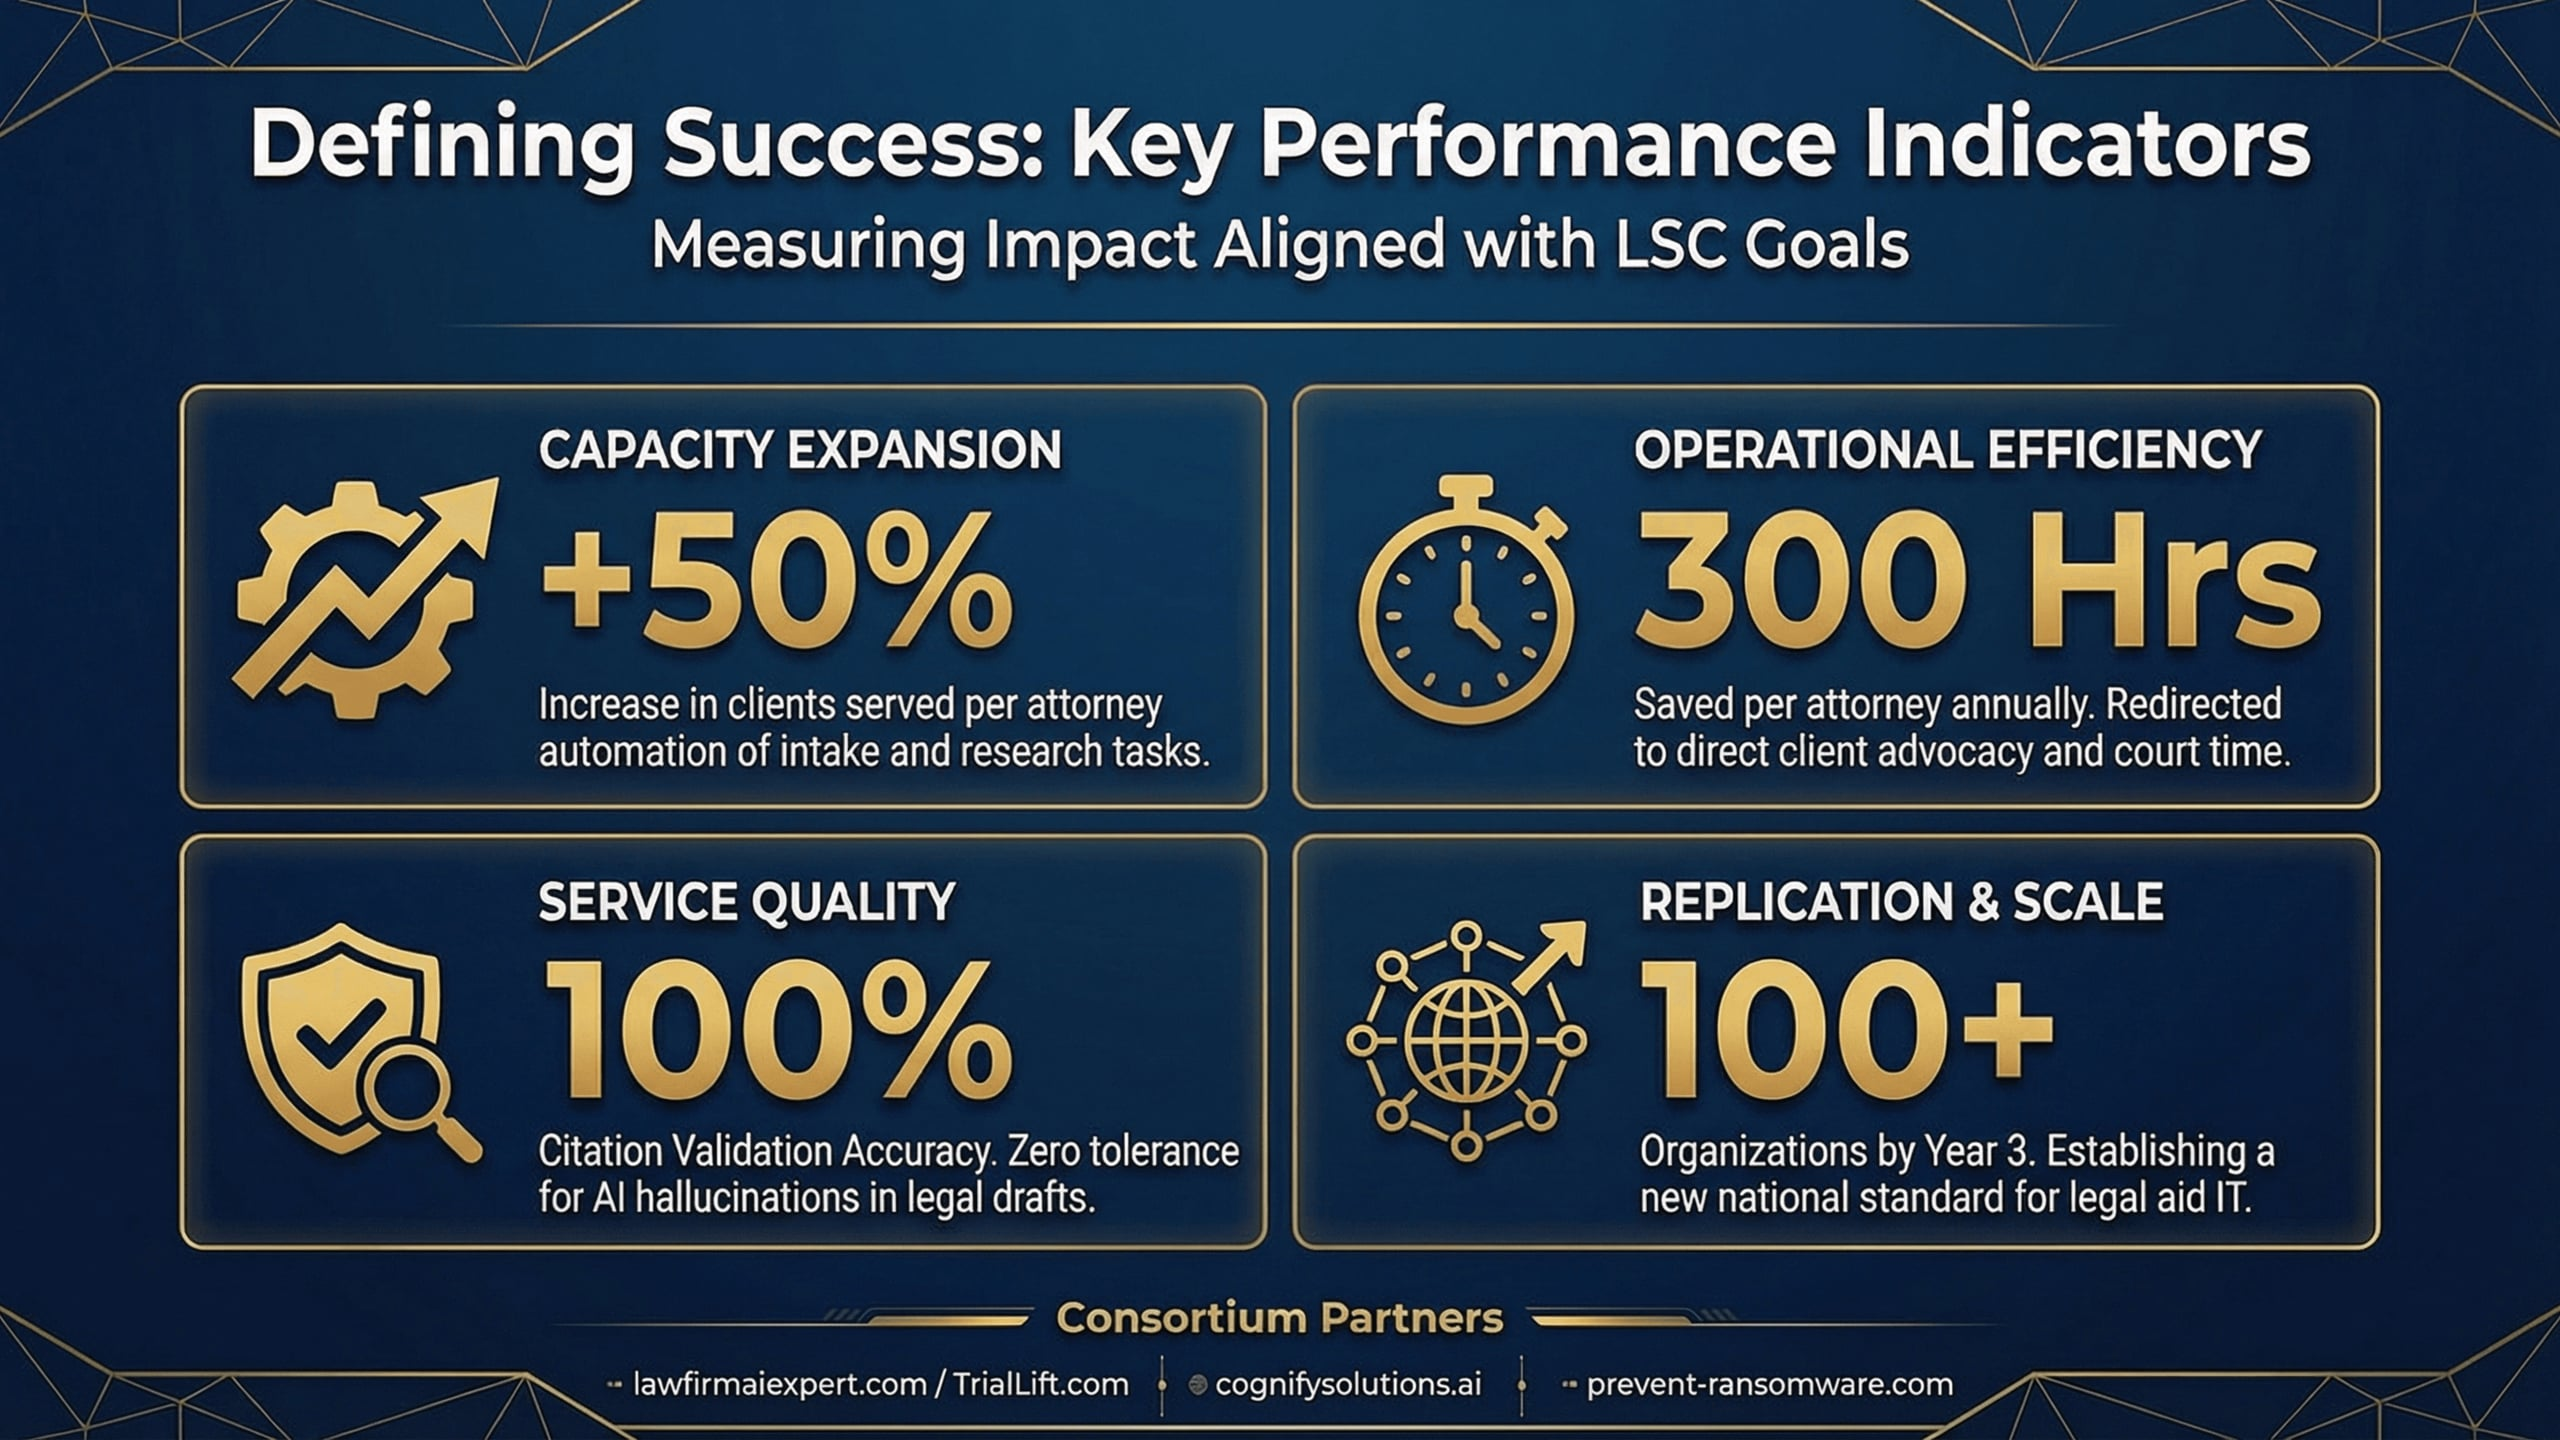 Defining Success: Key Performance Indicators
Measuring Impact Aligned with LSC Goals
CAPACITY EXPANSION
+50%
Increase in clients served per attorney
automation of intake and research tasks.
OPERATIONAL EFFICIENCY
300 Hrs
Saved per attorney annually. Redirected
to direct client advocacy and court time.
SERVICE QUALITY
100%
Citation Validation Accuracy. Zero tolerance
for AI hallucinations in legal drafts.
REPLICATION & SCALE
100+
Organizations by Year 3. Establishing a
new national standard for legal aid IT.
Consortium Partners
lawfirmaiexpert.com / TrialLift.com
cognifysolutions.ai
prevent-ransomware.com